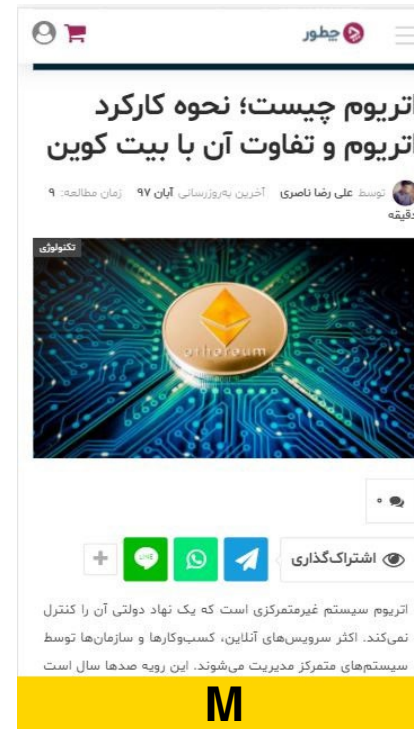 چطور
اتریوم چیست؛ نحوه کارکرد
اتریوم و تفاوت آن با بیت کوین
توسط علی رضا ناصری آخرین به‌روزرسانی آبان ۹۷ زمان مطالعه: ۹
دقیقه
تکنولوژی
ethereum
۰
اشتراک‌گذاری
LINE
اتریوم سیستم غیرمتمرکزی است که یک نهاد دولتی آن را کنترل
نمی‌کند. اکثر سرویس‌های آنلاین، کسب‌وکارها و سازمان‌ها توسط
سیستم‌های متمرکز مدیریت می‌شوند. این رویه صدها سال است
M